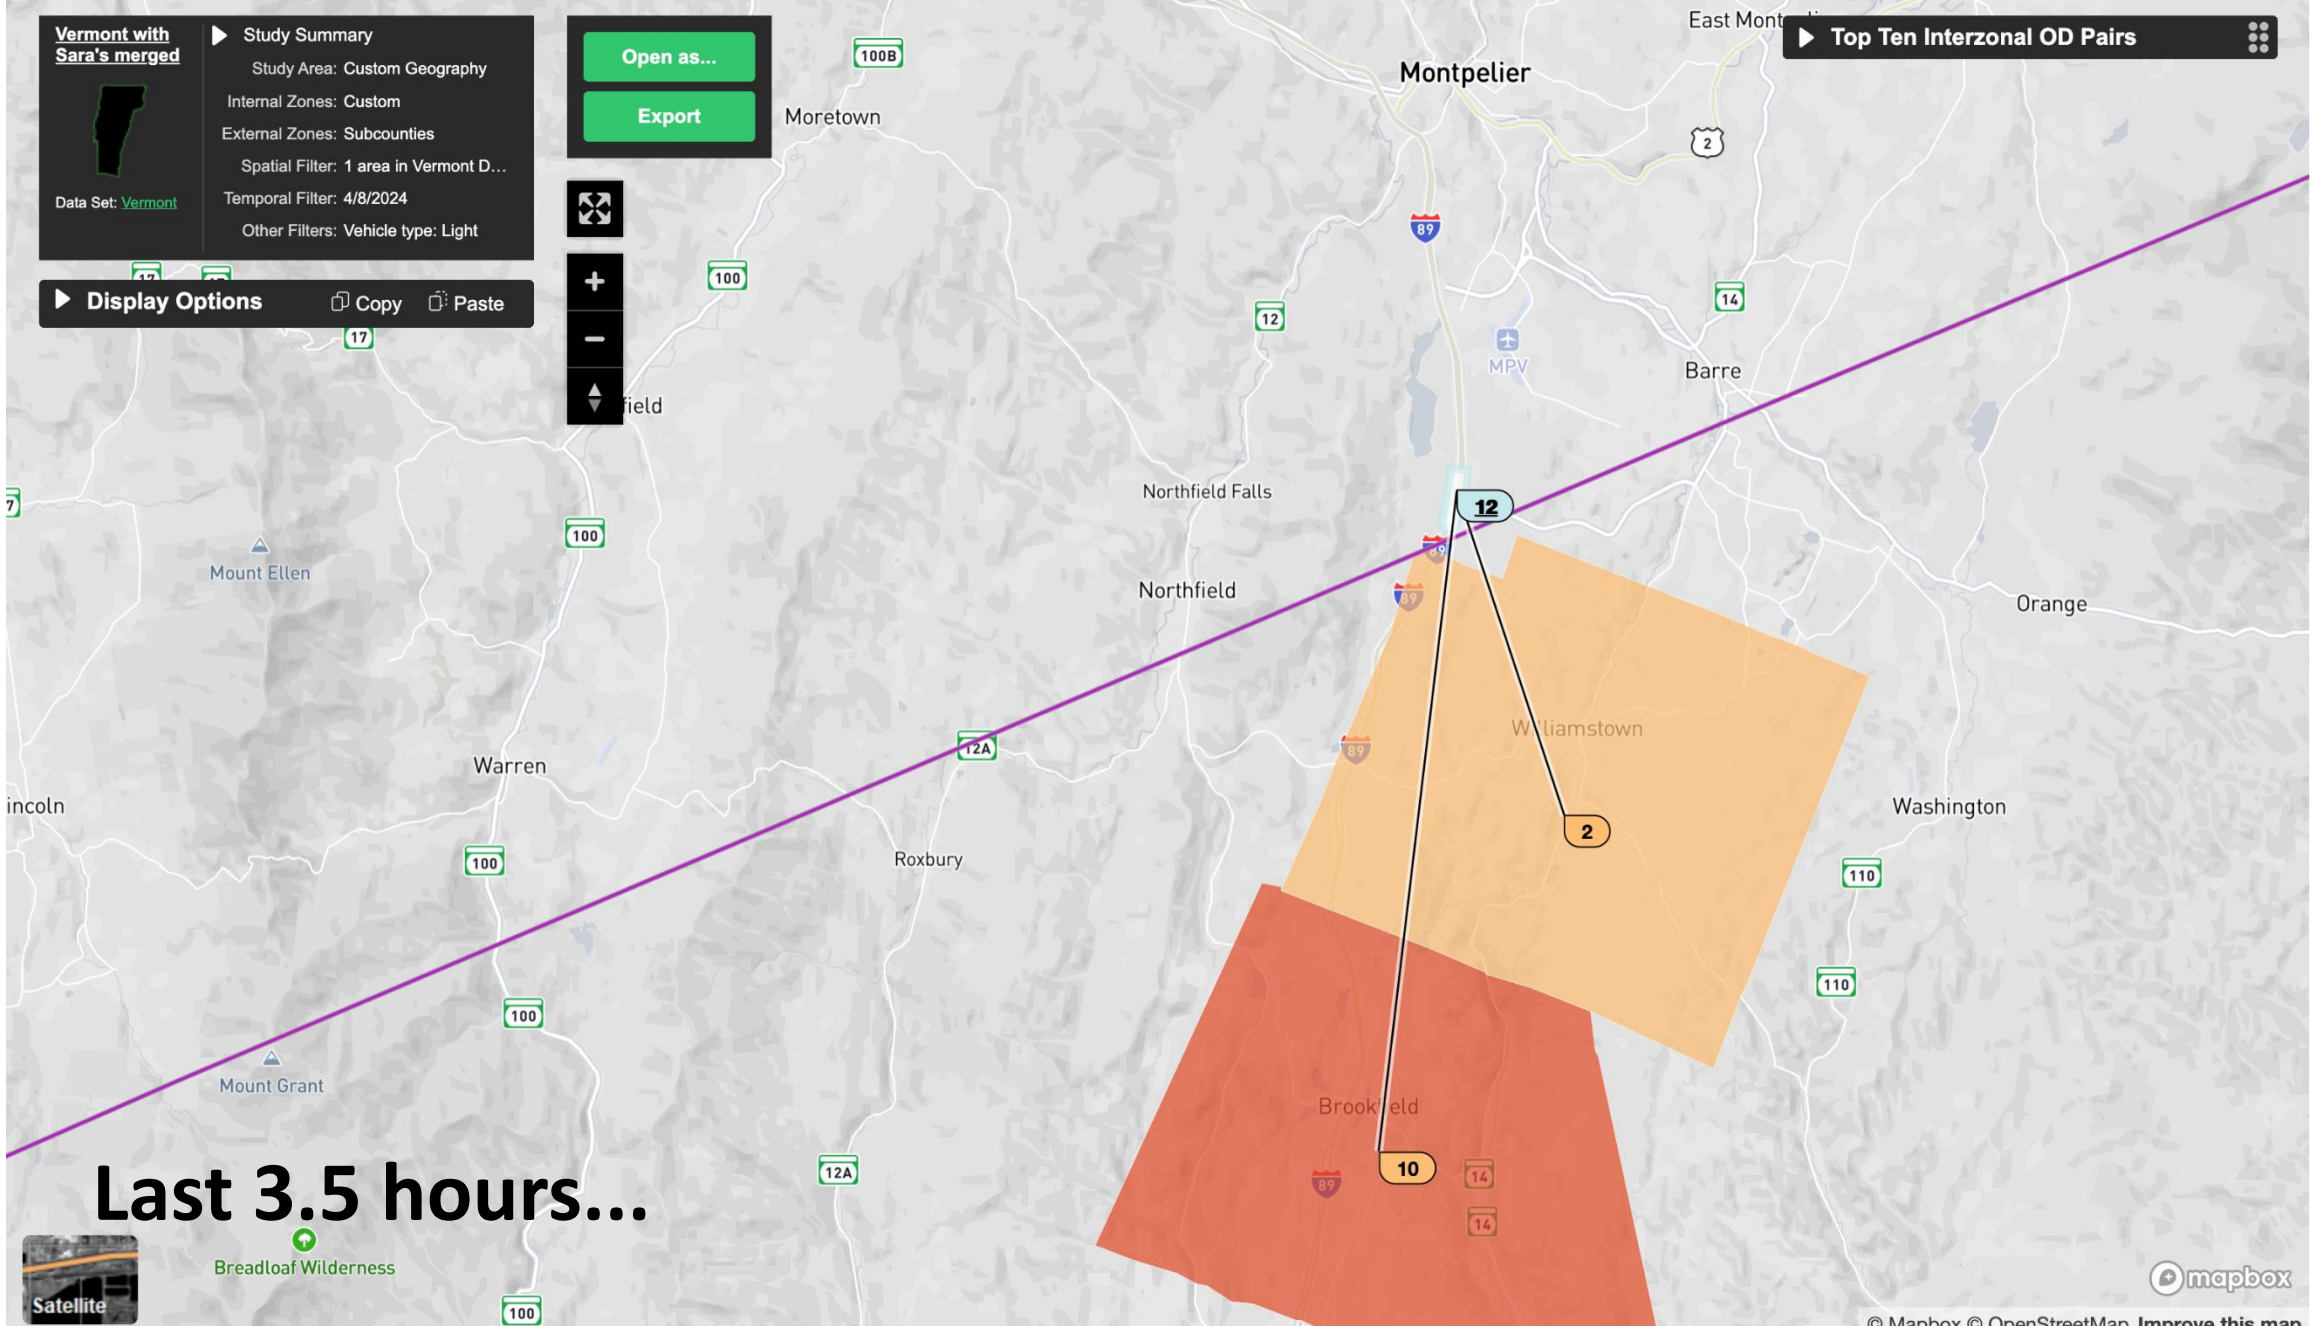 Vermont with
Sara's merged
Data Set: Vermont
Study Summary
Study Area: Custom Geography
Internal Zones: Custom
External Zones: Subcounties
Spatial Filter: 1 area in Vermont D...
Temporal Filter: 4/8/2024
Other Filters: Vehicle type: Light
Display Options
Copy
Paste
Open as...
Export
Top Ten Interzonal OD Pairs
Montpelier
100B
Moretown
2
89
17
100
12
14
MPV
Barre
field
Northfield Falls
12
7
100
89
Mount Ellen
Northfield
89
Orange
Williamstown
89
12A
Warren
incoln
Washington
2
Roxbury
100
110
110
100
Mount Grant
Brookfield
10
14
89
12A
14
Last 3.5 hours...
Breadloaf Wilderness
Satellite
100
mapbox
© Mapbox © OpenStreetMap Improve this map